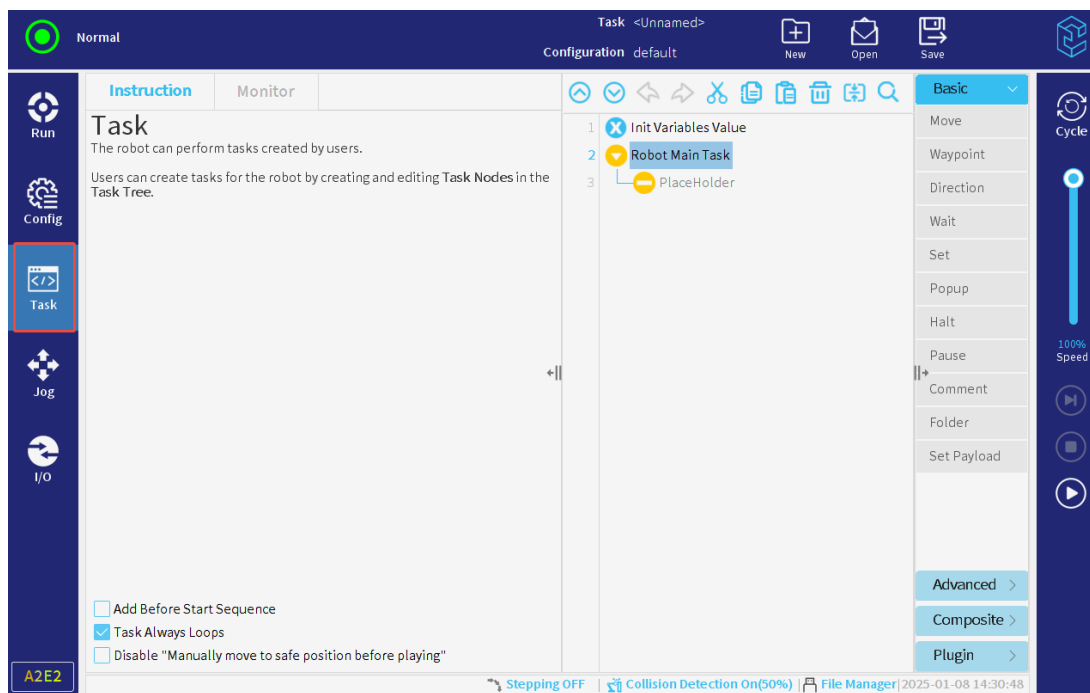 Normal
Task <Unnamed>
Configuration default
New
Open
Save
Run
Config
Task
Jog
I/O
A2E2
Instruction
Monitor
Task
The robot can perform tasks created by users.
Users can create tasks for the robot by creating and editing Task Nodes in the
Task Tree.
Add Before Start Sequence
Task Always Loops
Disable "Manually move to safe position before playing"
1 Init Variables Value
2 Robot Main Task
3 PlaceHolder
Basic
Move
Waypoint
Direction
Wait
Set
Popup
Halt
Pause
Comment
Folder
Set Payload
Advanced
Composite
Plugin
Cycle
100%
Speed
Stepping OFF | Collision Detection On(50%) | File Manager|2025-01-08 14:30:48